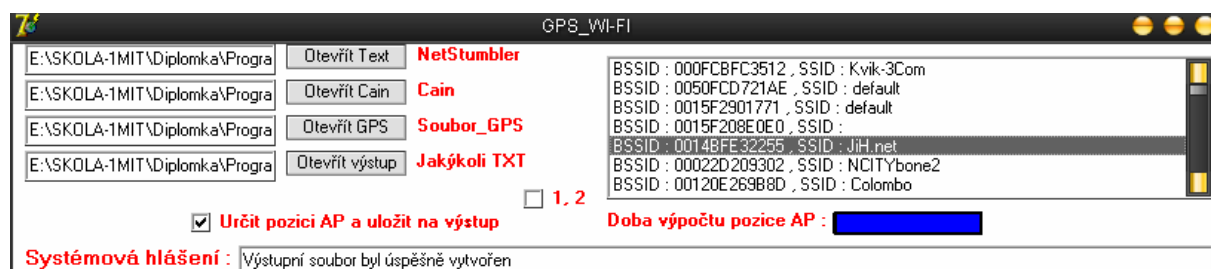 GPS_WI-FI
E:\SKOLA-1MIT\Diplomka\Progra Otevřít Text NetStumbler
E:\SKOLA-1MIT\Diplomka\Progra Otevřít Cain Cain
E:\SKOLA-1MIT\Diplomka\Progra Otevřít GPS Soubor_GPS
E:\SKOLA-1MIT\Diplomka\Progra Otevřít výstup Jakýkoli TXT
1, 2
Určit pozici AP a uložit na výstup
BSSID : 000FCBFC3512 , SSID : Kvik-3Com
BSSID : 0050FCD721AE , SSID : default
BSSID : 0015F2901771 , SSID : default
BSSID : 0015F208E0E0 , SSID :
BSSID : 0014BFE32255 , SSID : JiH.net
BSSID : 00022D209302 , SSID : NCITYbone2
BSSID : 00120E269B8D , SSID : Colombo
Doba výpočtu pozice AP :
Systémová hlášení : Výstupní soubor byl úspěšně vytvořen